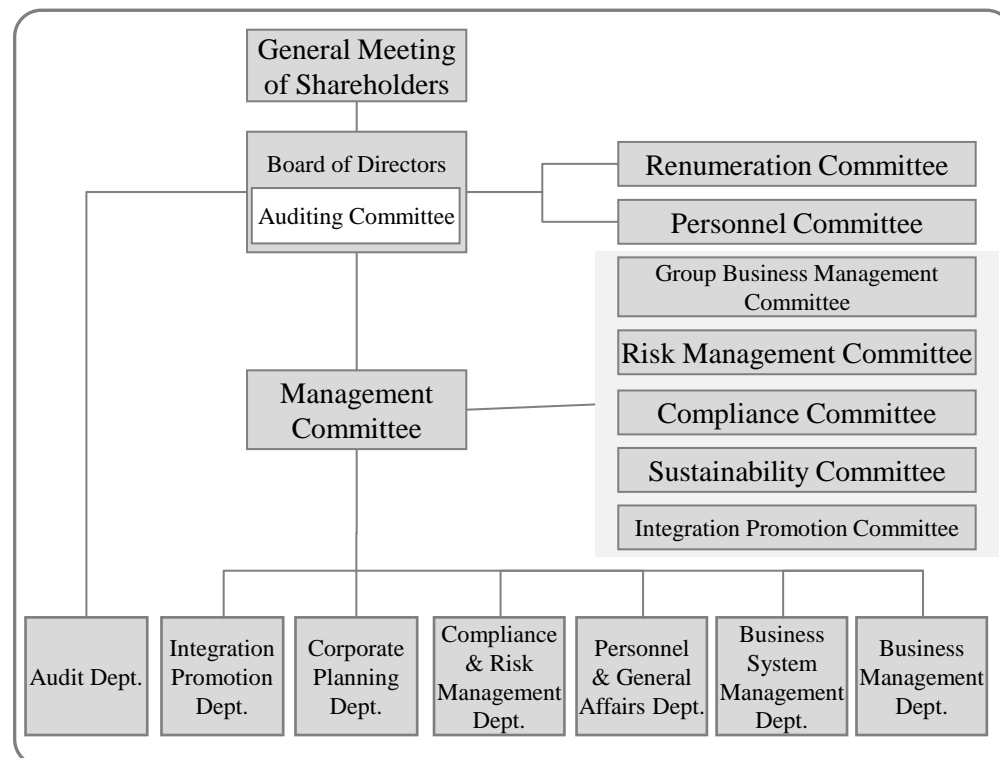 General Meeting
of Shareholders
Board of Directors
Auditing Committee
Renumeration Committee
Personnel Committee
Group Business Management
Committee
Risk Management Committee
Management
Committee
Compliance Committee
Sustainability Committee
Integration Promotion Committee
Audit Dept.
Integration
Promotion
Dept.
Corporate
Planning
Dept.
Compliance
& Risk
Management
Dept.
Personnel
& General
Affairs Dept.
Business
System
Management
Dept.
Business
Management
Dept.